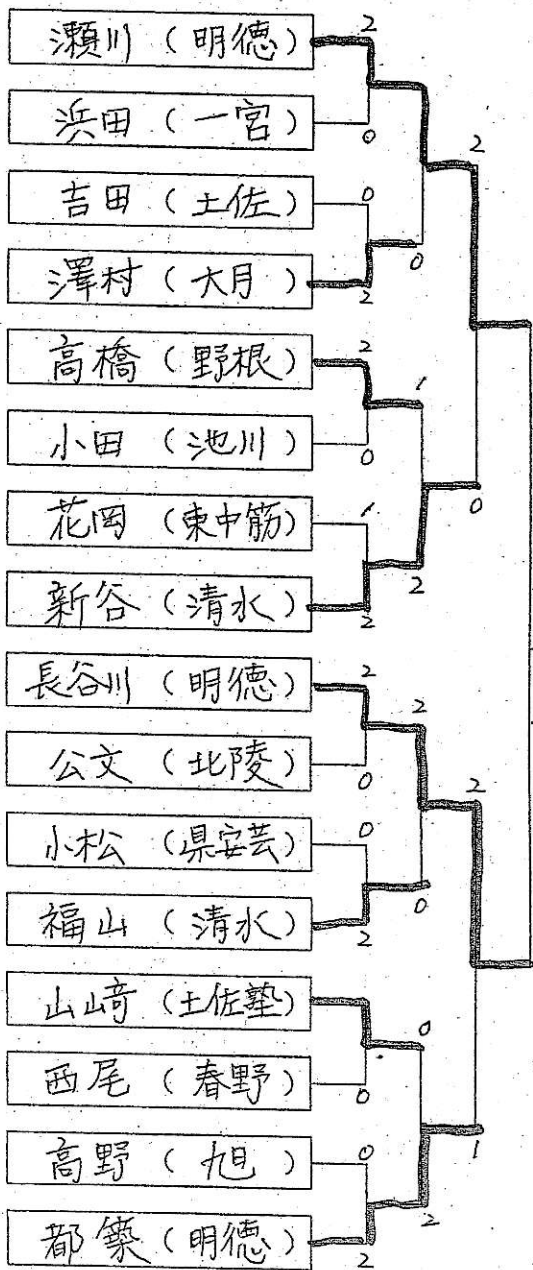 瀬川（明徳）
2
浜田（一宮）
0
2
吉田（土佐）
0
澤村（大月）
2
0
高橋（野根）
2
1
小田（池川）
0
0
花岡（東中筋）
1
新谷（清水）
2
2
長谷川（明徳）
2
2
公文（北陵）
0
2
小松（県安芸）
0
福山（清水）
2
0
山﨑（土佐塾）
0
西尾（春野）
0
高野（旭）
0
1
都築（明徳）
2
2